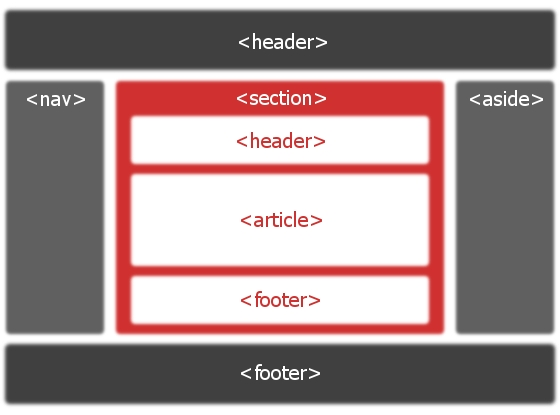 <header>
<nav>
<section>
<aside>
<header>
<article>
<footer>
<footer>